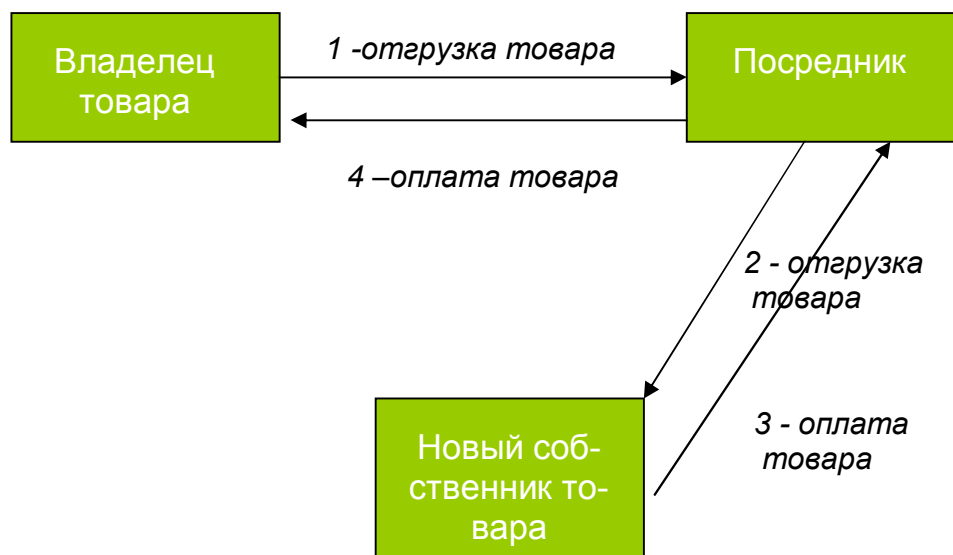 Владелец
товара
1 -отгрузка товара
Посредник
4 –оплата товара
2 - отгрузка
товара
3 - оплата
товара
Новый соб-
ственник то-
вара